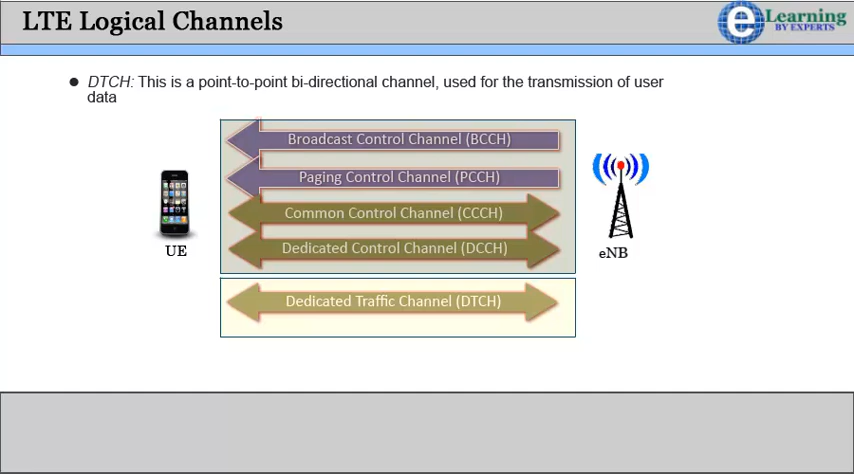 LTE Logical Channels
e Learning
BY EXPERTS
DTCH: This is a point-to-point bi-directional channel, used for the transmission of user
data
Broadcast Control Channel (BCCH)
Paging Control Channel (PCCH)
Common Control Channel (CCCH)
Dedicated Control Channel (DCCH)
UE
eNB
Dedicated Traffic Channel (DTCH)